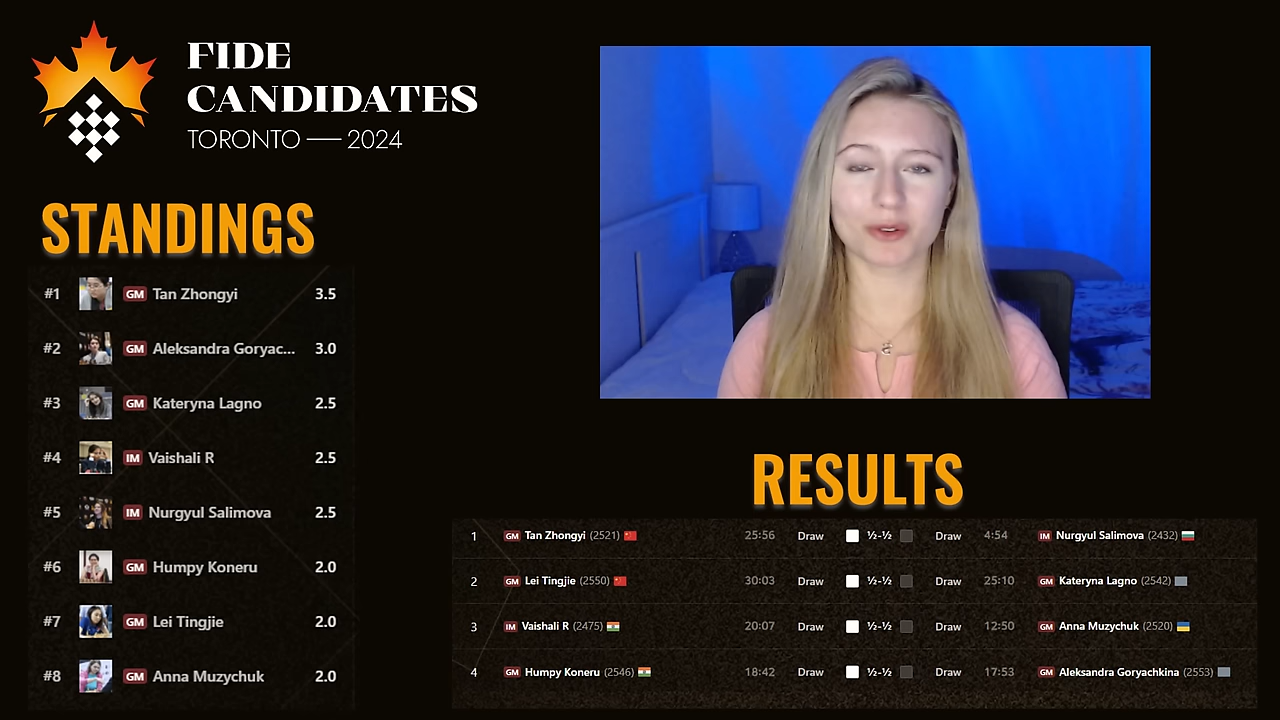 FIDE
CANDIDATES
TORONTO — 2024
STANDINGS
#1 GM Tan Zhongyi 3.5
#2 GM Aleksandra Goryac... 3.0
#3 GM Kateryna Lagno 2.5
#4 IM Vaishali R 2.5
#5 IM Nurgyul Salimova 2.5
#6 GM Humpy Koneru 2.0
#7 GM Lei Tingjie 2.0
#8 GM Anna Muzychuk 2.0
RESULTS
1 GM Tan Zhongyi (2521) 25:56 Draw ½-½ Draw 4:54 IM Nurgyul Salimova (2432)
2 GM Lei Tingjie (2550) 30:03 Draw ½-½ Draw 25:10 GM Kateryna Lagno (2542)
3 IM Vaishali R (2475) 20:07 Draw ½-½ Draw 12:50 GM Anna Muzychuk (2520)
4 GM Humpy Koneru (2546) 18:42 Draw ½-½ Draw 17:53 GM Aleksandra Goryachkina (2553)